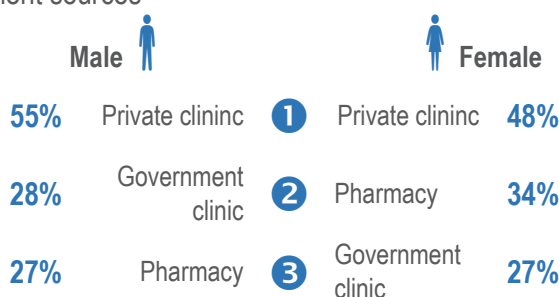 sources
Male Female
55% Private clininc 1 Private clininc 48%
28% Government clinic 2 Pharmacy 34%
27% Pharmacy 3 Government clinic 27%